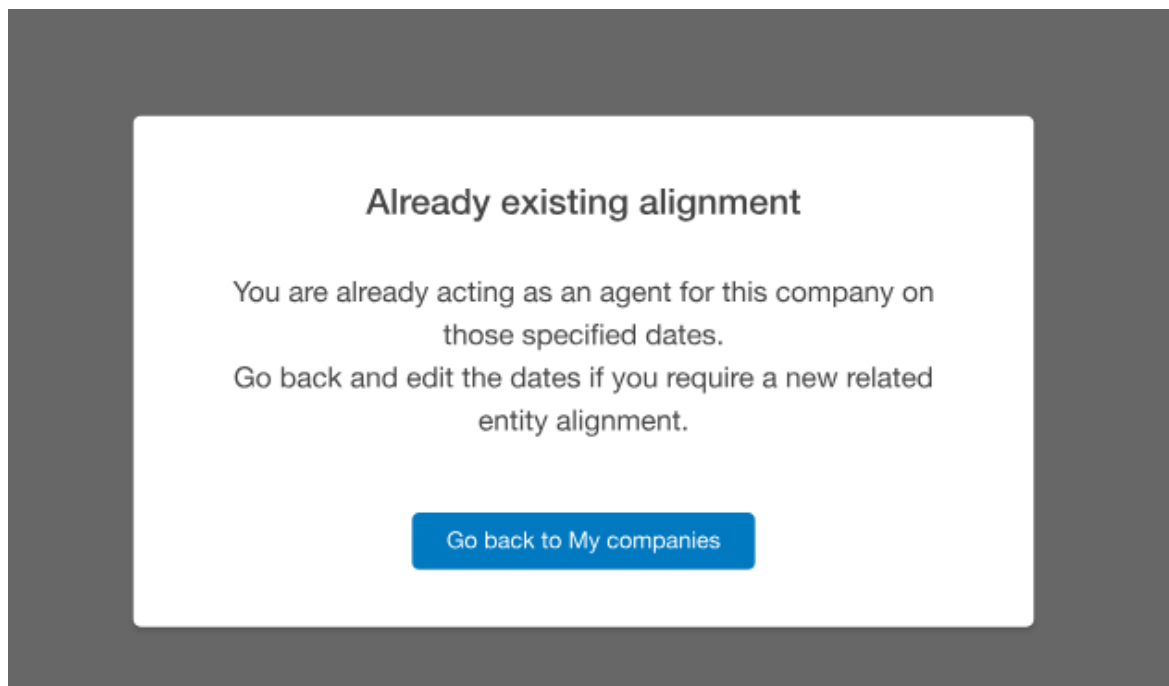 Already existing alignment
You are already acting as an agent for this company on
those specified dates.
Go back and edit the dates if you require a new related
entity alignment.
Go back to My companies